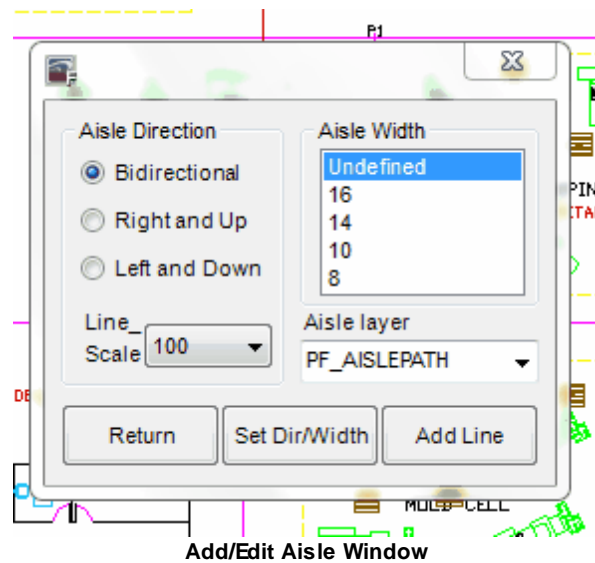 P1
Aisle Direction
Bidirectional
Right and Up
Left and Down
Line_
Scale 100
Aisle Width
Undefined
16
14
10
8
Aisle layer
PF_AISLEPATH
Return
Set Dir/Width
Add Line
MOLD CELL
Add/Edit Aisle Window